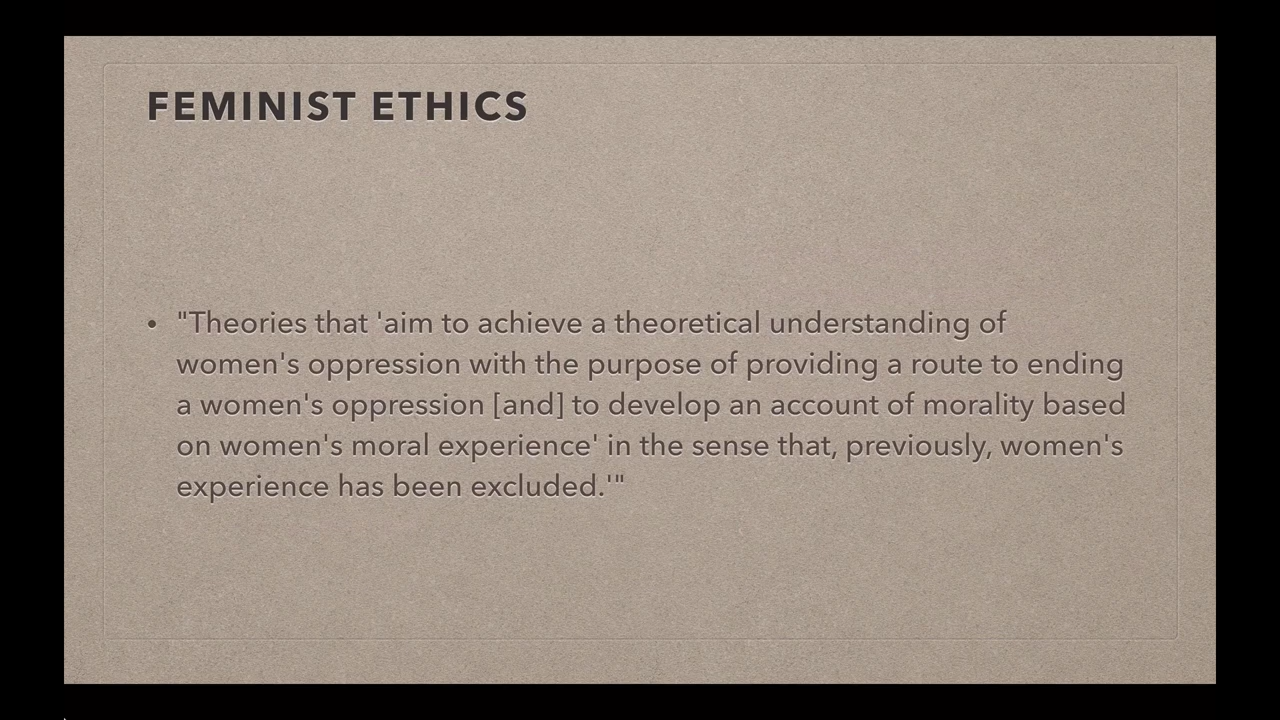 FEMINIST ETHICS
• "Theories that 'aim to achieve a theoretical understanding of
women's oppression with the purpose of providing a route to ending
a women's oppression [and] to develop an account of morality based
on women's moral experience' in the sense that, previously, women's
experience has been excluded.'"